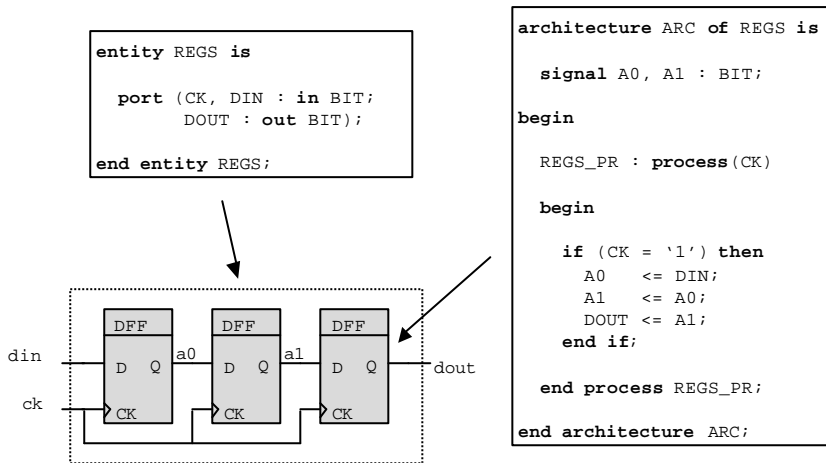 entity REGS is
port (CK, DIN : in BIT;
DOUT : out BIT);
end entity REGS;
architecture ARC of REGS is
signal A0, A1 : BIT;
begin
REGS_PR : process(CK)
begin
if (CK = ‘1’) then
A0 <= DIN;
A1 <= A0;
DOUT <= A1;
end if;
end process REGS_PR;
end architecture ARC;
DFF DFF DFF
din D Q a0 D Q a1 D Q dout
ck CK CK CK